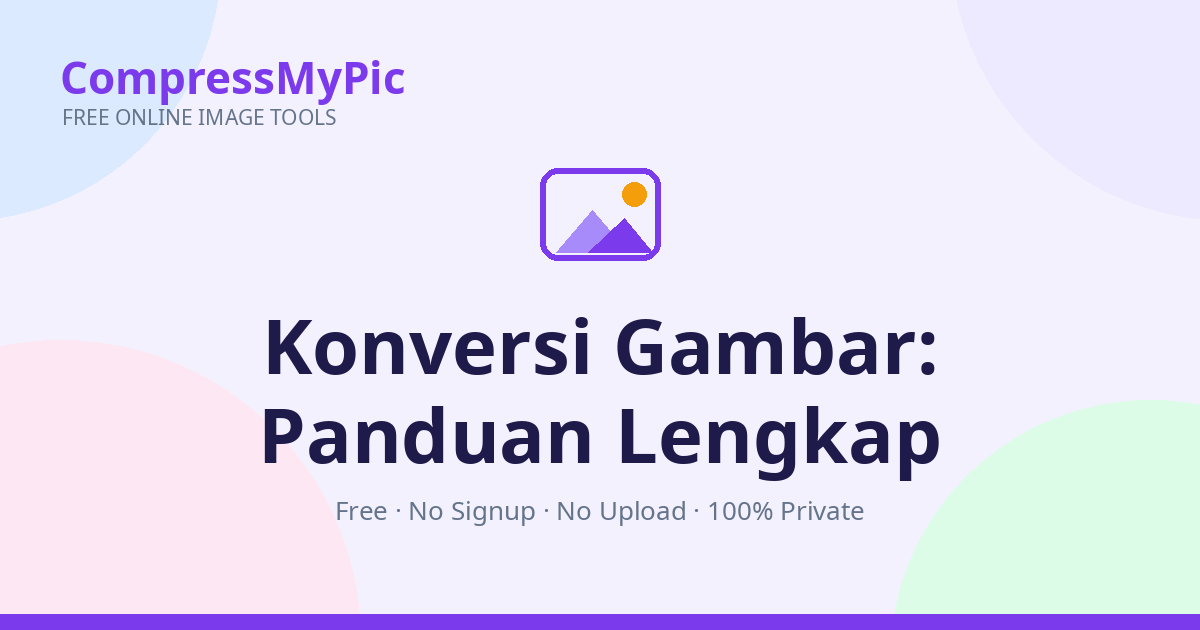 CompressMyPic
FREE ONLINE IMAGE TOOLS
Konversi Gambar:
Panduan Lengkap
Free · No Signup · No Upload · 100% Private